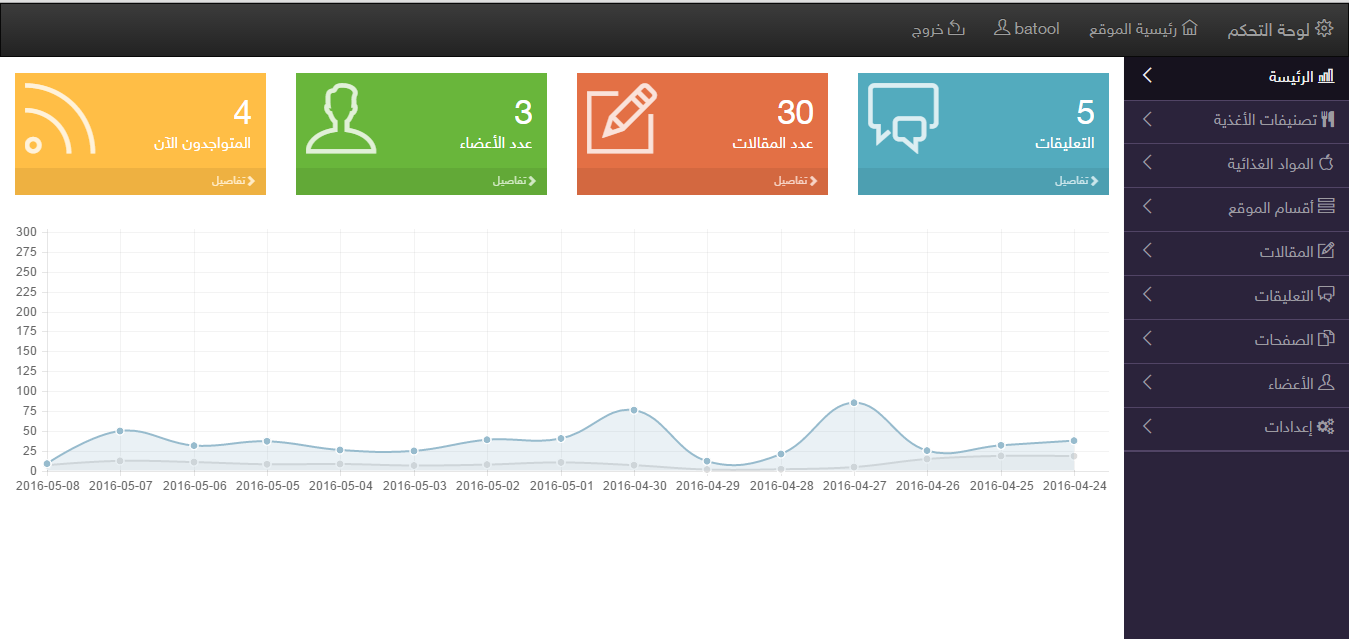 لوحة التحكم
رئيسية الموقع
batool
خروج
الرئيسة
تصنيفات الأغذية
المواد الغذائية
أقسام الموقع
المقالات
التعليقات
الصفحات
الأعضاء
إعدادات
5
التعليقات
تفاصيل
30
عدد المقالات
تفاصيل
3
عدد الأعضاء
تفاصيل
4
المتواجدون الآن
تفاصيل
300
275
250
225
200
175
150
125
100
75
50
25
0
2016-05-08 2016-05-07 2016-05-06 2016-05-05 2016-05-04 2016-05-03 2016-05-02 2016-05-01 2016-04-30 2016-04-29 2016-04-28 2016-04-27 2016-04-26 2016-04-25 2016-04-24